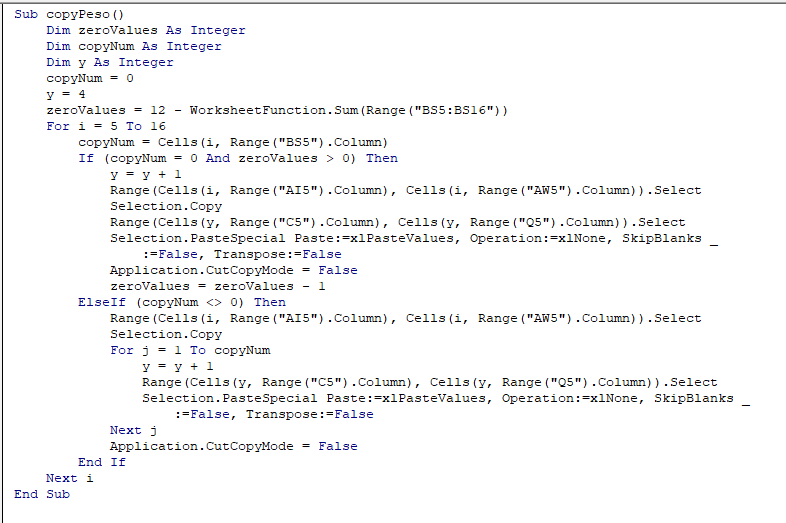 Sub copyPeso()
    Dim zeroValues As Integer
    Dim copyNum As Integer
    Dim y As Integer
    copyNum = 0
    y = 4
    zeroValues = 12 - WorksheetFunction.Sum(Range("BS5:BS16"))
    For i = 5 To 16
        copyNum = Cells(i, Range("BS5").Column)
        If (copyNum = 0 And zeroValues > 0) Then
            y = y + 1
            Range(Cells(i, Range("AI5").Column), Cells(i, Range("AW5").Column)).Select
            Selection.Copy
            Range(Cells(y, Range("C5").Column), Cells(y, Range("Q5").Column)).Select
            Selection.PasteSpecial Paste:=xlPasteValues, Operation:=xlNone, SkipBlanks _
                :=False, Transpose:=False
            Application.CutCopyMode = False
            zeroValues = zeroValues - 1
        ElseIf (copyNum <> 0) Then
            Range(Cells(i, Range("AI5").Column), Cells(i, Range("AW5").Column)).Select
            Selection.Copy
            For j = 1 To copyNum
                y = y + 1
                Range(Cells(y, Range("C5").Column), Cells(y, Range("Q5").Column)).Select
                Selection.PasteSpecial Paste:=xlPasteValues, Operation:=xlNone, SkipBlanks _
                    :=False, Transpose:=False
            Next j
            Application.CutCopyMode = False
        End If
    Next i
End Sub